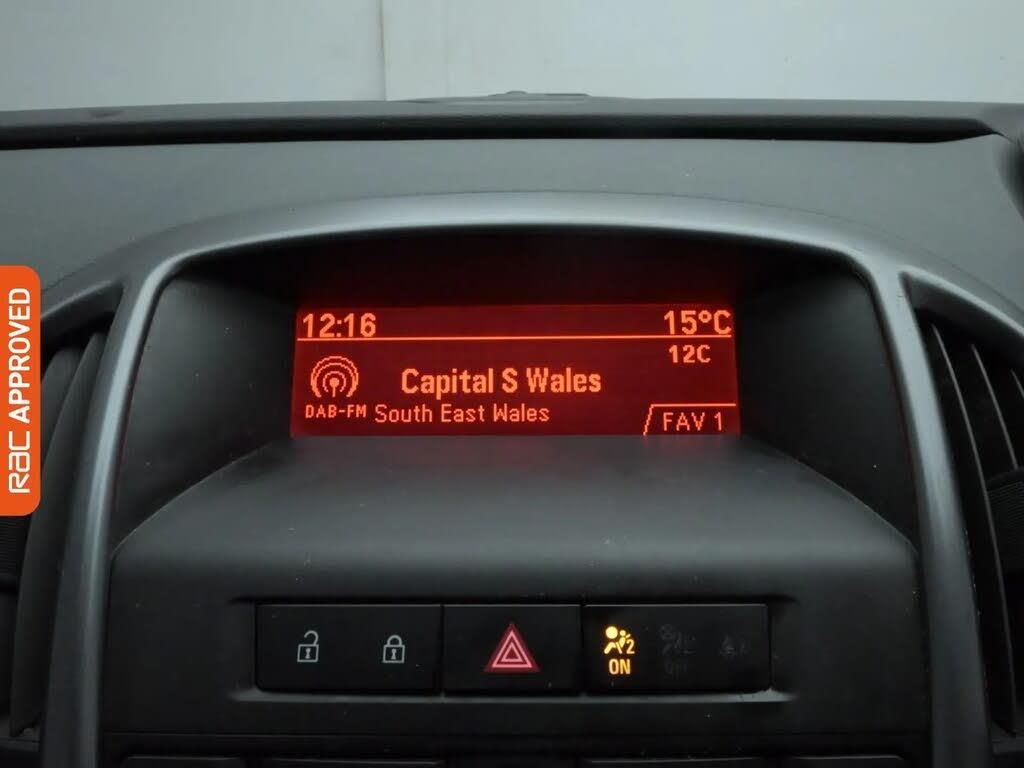 12:16 15°C
12C
Capital S Wales
DAB-FM South East Wales
FAV 1
RAC APPROVED
2
ON